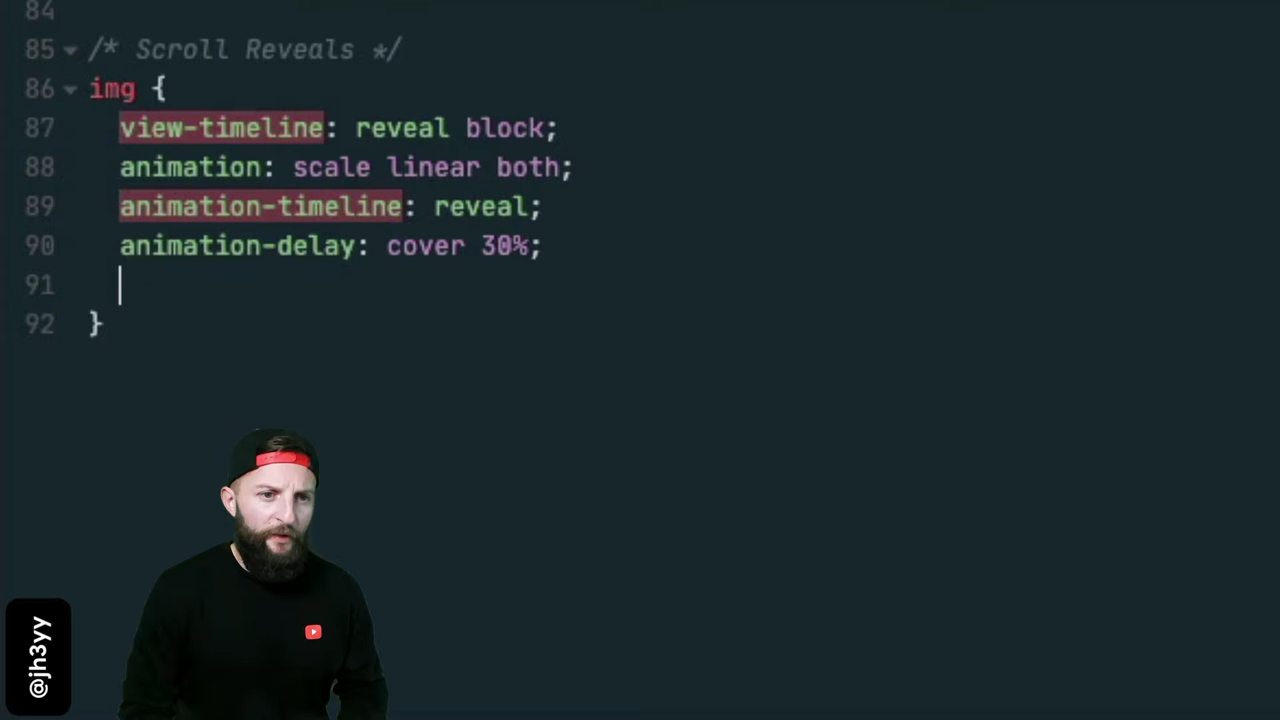 84
85 /* Scroll Reveals */
86 img {
87 view-timeline: reveal block;
88 animation: scale linear both;
89 animation-timeline: reveal;
90 animation-delay: cover 30%;
91
92 }
@jh3yy